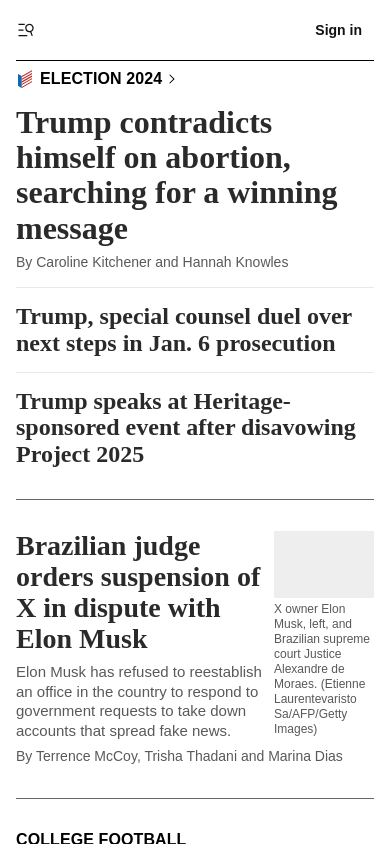 Sign in
ELECTION 2024
Trump contradicts
himself on abortion,
searching for a winning
message
By Caroline Kitchener and Hannah Knowles
Trump, special counsel duel over
next steps in Jan. 6 prosecution
Trump speaks at Heritage-
sponsored event after disavowing
Project 2025
Brazilian judge
orders suspension of
X in dispute with
Elon Musk
Elon Musk has refused to reestablish
an office in the country to respond to
government requests to take down
accounts that spread fake news.
By Terrence McCoy, Trisha Thadani and Marina Dias
X owner Elon
Musk, left, and
Brazilian supreme
court Justice
Alexandre de
Moraes. (Etienne
Laurentevaristo
Sa/AFP/Getty
Images)
COLLEGE FOOTBALL